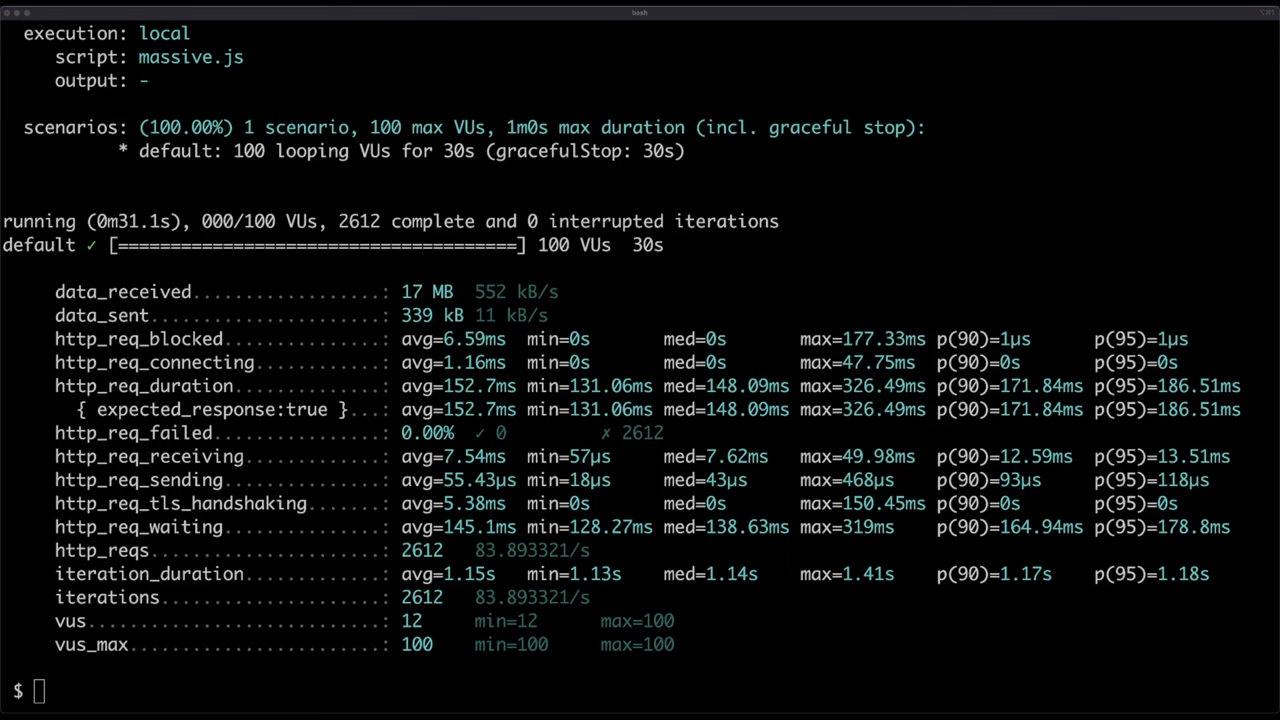 bash
execution: local
script: massive.js
output: -
scenarios: (100.00%) 1 scenario, 100 max VUs, 1m0s max duration (incl. graceful stop):
* default: 100 looping VUs for 30s (gracefulStop: 30s)
running (0m31.1s), 000/100 VUs, 2612 complete and 0 interrupted iterations
default ✓ [======================================] 100 VUs  30s
data_received..................: 17 MB  552 kB/s
data_sent......................: 339 kB 11 kB/s
http_req_blocked...............: avg=6.59ms  min=0s       med=0s       max=177.33ms p(90)=1µs      p(95)=1µs
http_req_connecting............: avg=1.16ms  min=0s       med=0s       max=47.75ms  p(90)=0s       p(95)=0s
http_req_duration..............: avg=152.7ms min=131.06ms med=148.09ms max=326.49ms p(90)=171.84ms p(95)=186.51ms
{ expected_response:true }...: avg=152.7ms min=131.06ms med=148.09ms max=326.49ms p(90)=171.84ms p(95)=186.51ms
http_req_failed................: 0.00%  ✓ 0         ✗ 2612
http_req_receiving.............: avg=7.54ms  min=57µs     med=7.62ms   max=49.98ms  p(90)=12.59ms  p(95)=13.51ms
http_req_sending...............: avg=55.43µs min=18µs     med=43µs     max=468µs    p(90)=93µs     p(95)=118µs
http_req_tls_handshaking.......: avg=5.38ms  min=0s       med=0s       max=150.45ms p(90)=0s       p(95)=0s
http_req_waiting...............: avg=145.1ms min=128.27ms med=138.63ms max=319ms    p(90)=164.94ms p(95)=178.8ms
http_reqs......................: 2612   83.893321/s
iteration_duration.............: avg=1.15s   min=1.13s    med=1.14s    max=1.41s    p(90)=1.17s    p(95)=1.18s
iterations.....................: 2612   83.893321/s
vus............................: 12     min=12      max=100
vus_max........................: 100    min=100     max=100
$